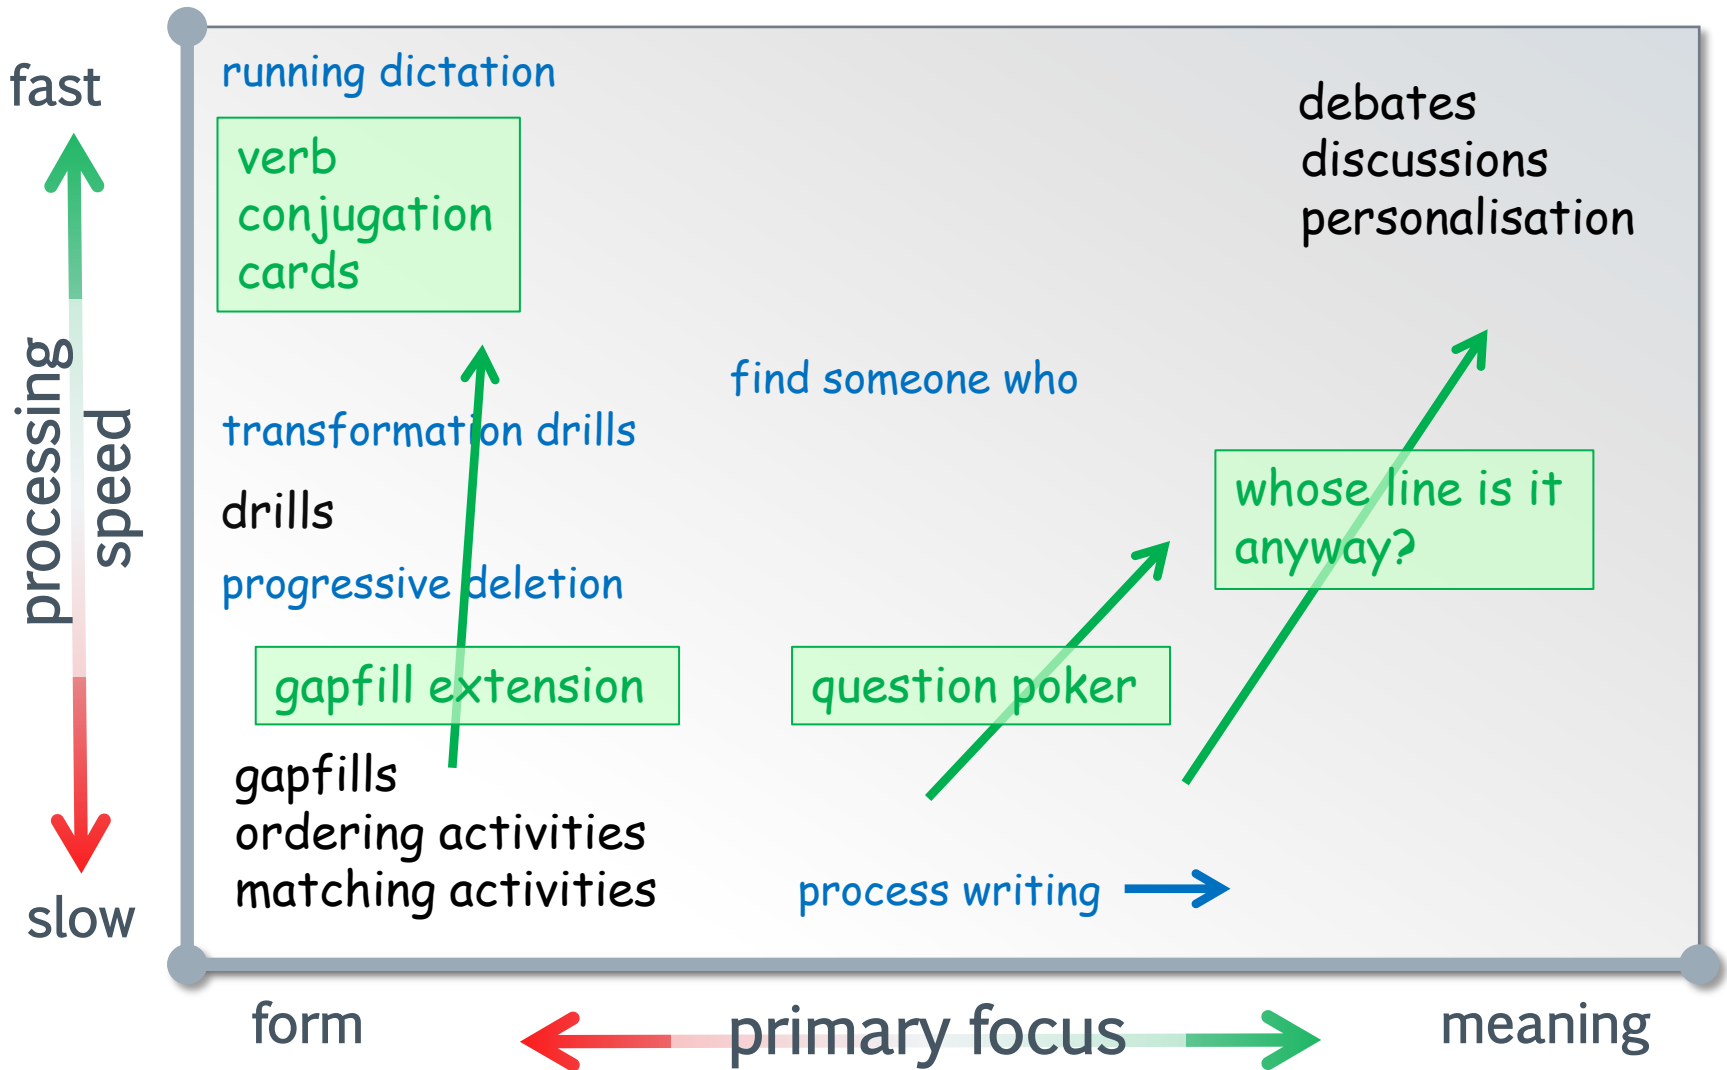 fast
processing
speed
slow
running dictation
verb
conjugation
cards
debates
discussions
personalisation
find someone who
transformation drills
drills
progressive deletion
whose line is it
anyway?
gapfill extension
question poker
gapfills
ordering activities
matching activities
process writing
form
primary focus
meaning